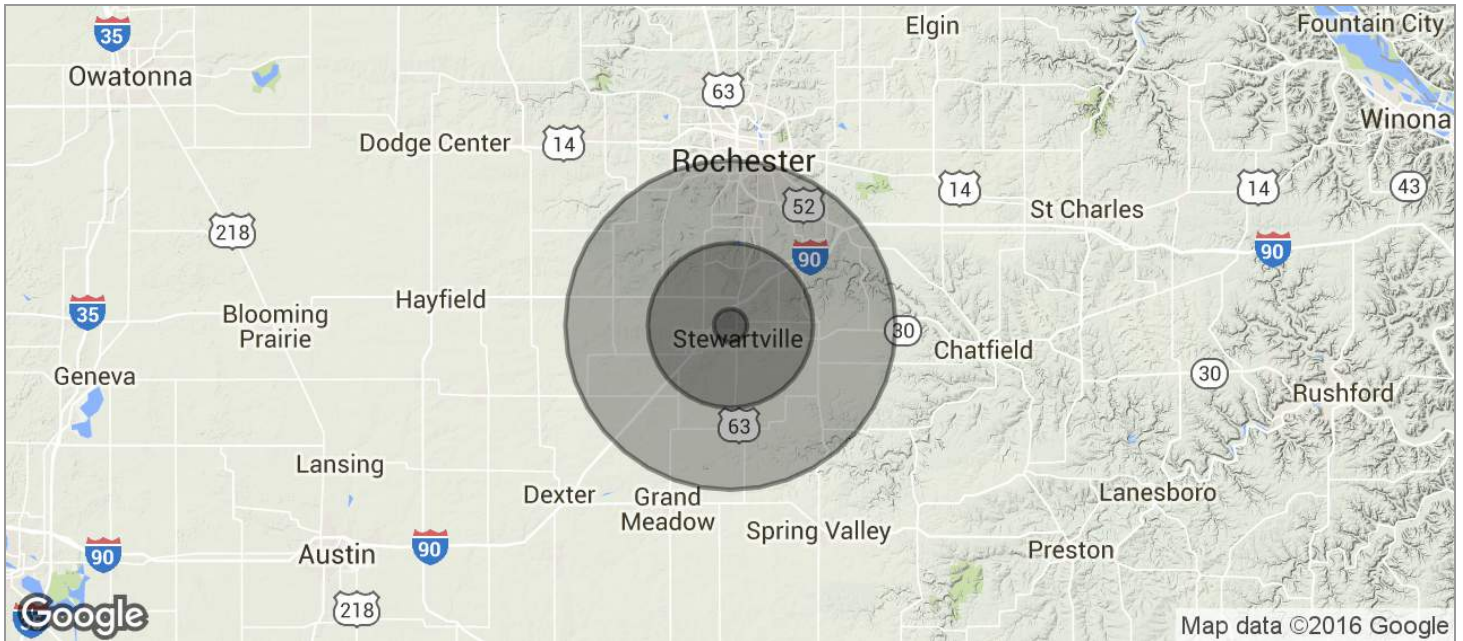 Elgin
Fountain City
35
63
Owatonna
Winona
Dodge Center
14
Rochester
14
14
43
52
St Charles
218
90
90
Hayfield
35
Blooming
Prairie
Stewartville
30
Chatfield
Geneva
30
Rushford
63
Lansing
Dexter
Grand
Meadow
Lanesboro
Spring Valley
90
Austin
90
Preston
218
Google
Map data ©2016 Google